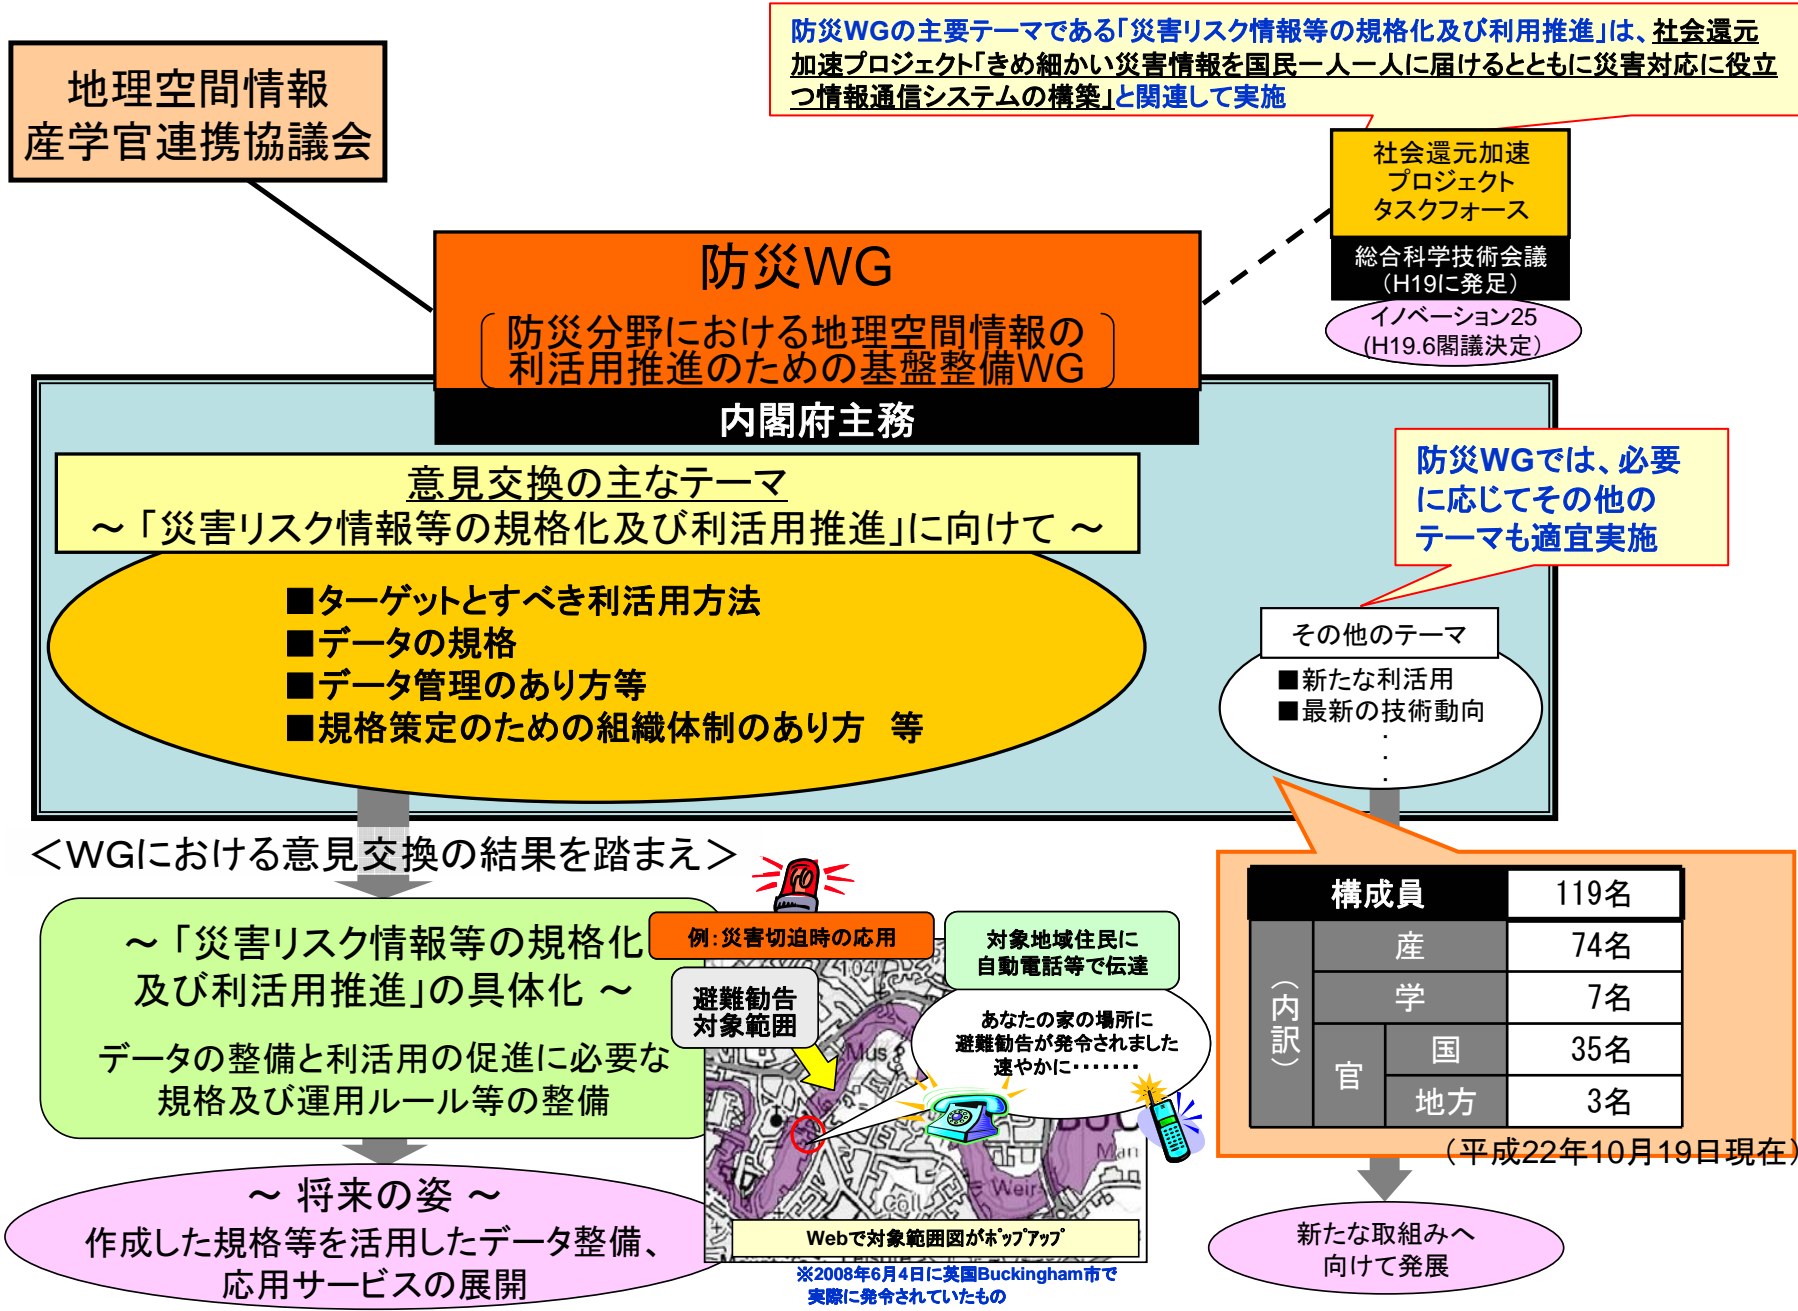 防災WGの主要テーマである「災害リスク情報等の規格化及び利用推進」は、社会還元
加速プロジェクト「きめ細かい災害情報を国民一人一人に届けるとともに災害対応に役立
つ情報通信システムの構築」と関連して実施
地理空間情報
産学官連携協議会
社会還元加速
プロジェクト
タスクフォース
総合科学技術会議
（H19に発足）
イノベーション25
(H19.6閣議決定)
防災WG
防災分野における地理空間情報の
利活用推進のための基盤整備WG
内閣府主務
意見交換の主なテーマ
～「災害リスク情報等の規格化及び利活用推進」に向けて ～
■ターゲットとすべき利活用方法
■データの規格
■データ管理のあり方等
■規格策定のための組織体制のあり方　等
防災WGでは、必要
に応じてその他の
テーマも適宜実施
その他のテーマ
■新たな利活用
■最新の技術動向
・
・
・
＜WGにおける意見交換の結果を踏まえ＞
～「災害リスク情報等の規格化
及び利活用推進」の具体化 ～
データの整備と利活用の促進に必要な
規格及び運用ルール等の整備
～ 将来の姿 ～
作成した規格等を活用したデータ整備、
応用サービスの展開
例：災害切迫時の応用
避難勧告
対象範囲
対象地域住民に
自動電話等で伝達
あなたの家の場所に
避難勧告が発令されました
速やかに・・・・・・・
104
Mus
BUC
Man
Weir
Coll
Webで対象範囲図がﾎﾟｯﾌﾟｱｯﾌﾟ
※2008年6月4日に英国Buckingham市で
実際に発令されていたもの
構成員 119名
（内訳）
産 74名
学 7名
官
国 35名
地方 3名
（平成22年10月19日現在）
新たな取組みへ
向けて発展